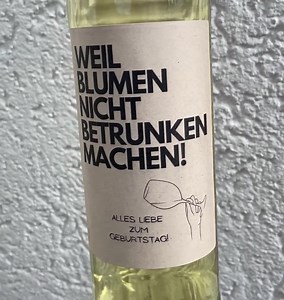 WEIL
BLUMEN
NICHT
BETRUNKEN
MACHEN!
ALLES LIEBE
ZUM
GEBURTSTAG!